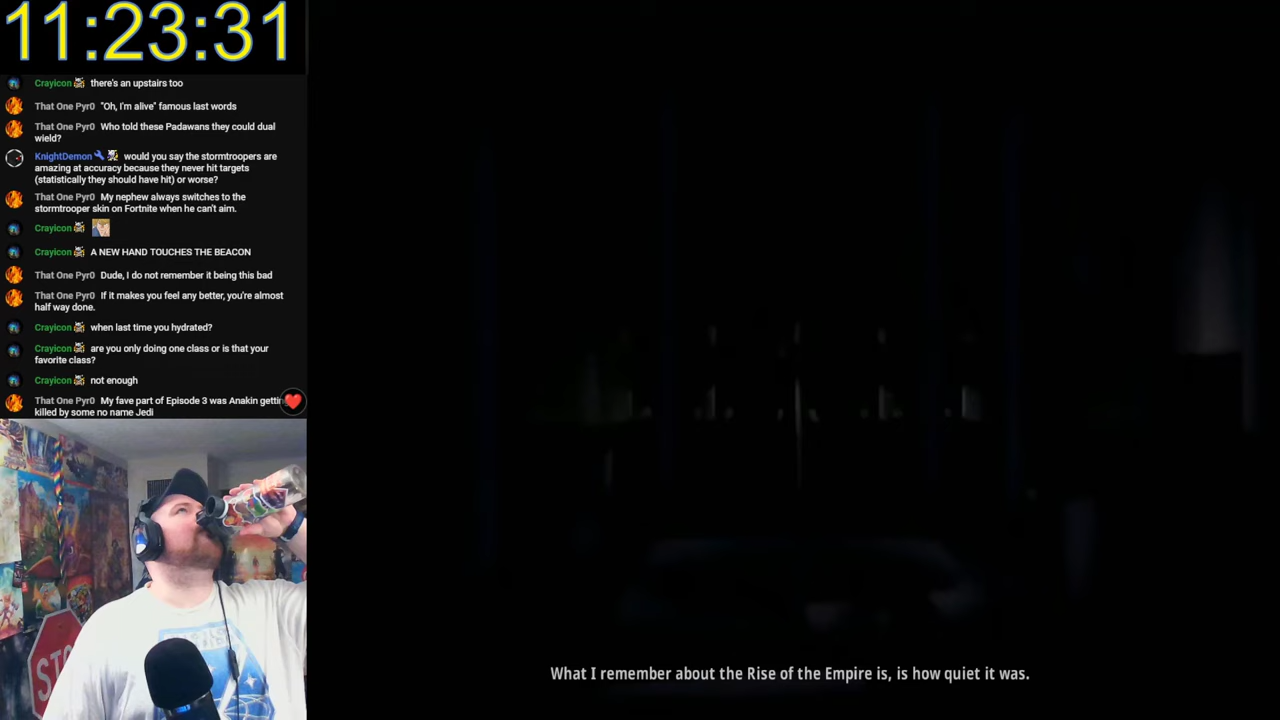 11:23:31
Crayicon there's an upstairs too
That One Pyr0 "Oh, I'm alive" famous last words
That One Pyr0 Who told these Padawans they could dual
wield?
KnightDemon would you say the stormtroopers are
amazing at accuracy because they never hit targets
(statistically they should have hit) or worse?
That One Pyr0 My nephew always switches to the
stormtrooper skin on Fortnite when he can't aim.
Crayicon
Crayicon A NEW HAND TOUCHES THE BEACON
That One Pyr0 Dude, I do not remember it being this bad
That One Pyr0 If it makes you feel any better, you're almost
half way done.
Crayicon when last time you hydrated?
Crayicon are you only doing one class or is that your
favorite class?
Crayicon not enough
That One Pyr0 My fave part of Episode 3 was Anakin gettin
killed by some no name Jedi
STO
What I remember about the Rise of the Empire is, is how quiet it was.